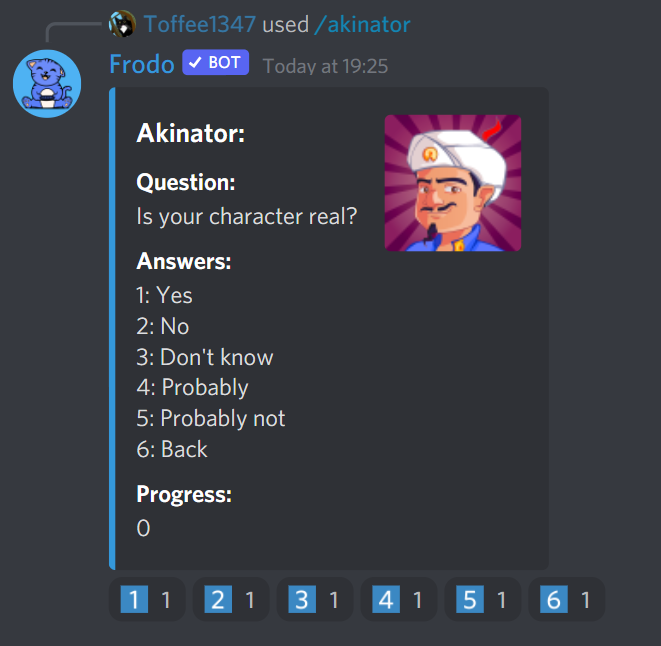 Toffee1347 used /akinator
Frodo ✓ BOT Today at 19:25
Akinator:
Question:
Is your character real?
Answers:
1: Yes
2: No
3: Don't know
4: Probably
5: Probably not
6: Back
Progress:
0
1 1 2 1 3 1 4 1 5 1 6 1